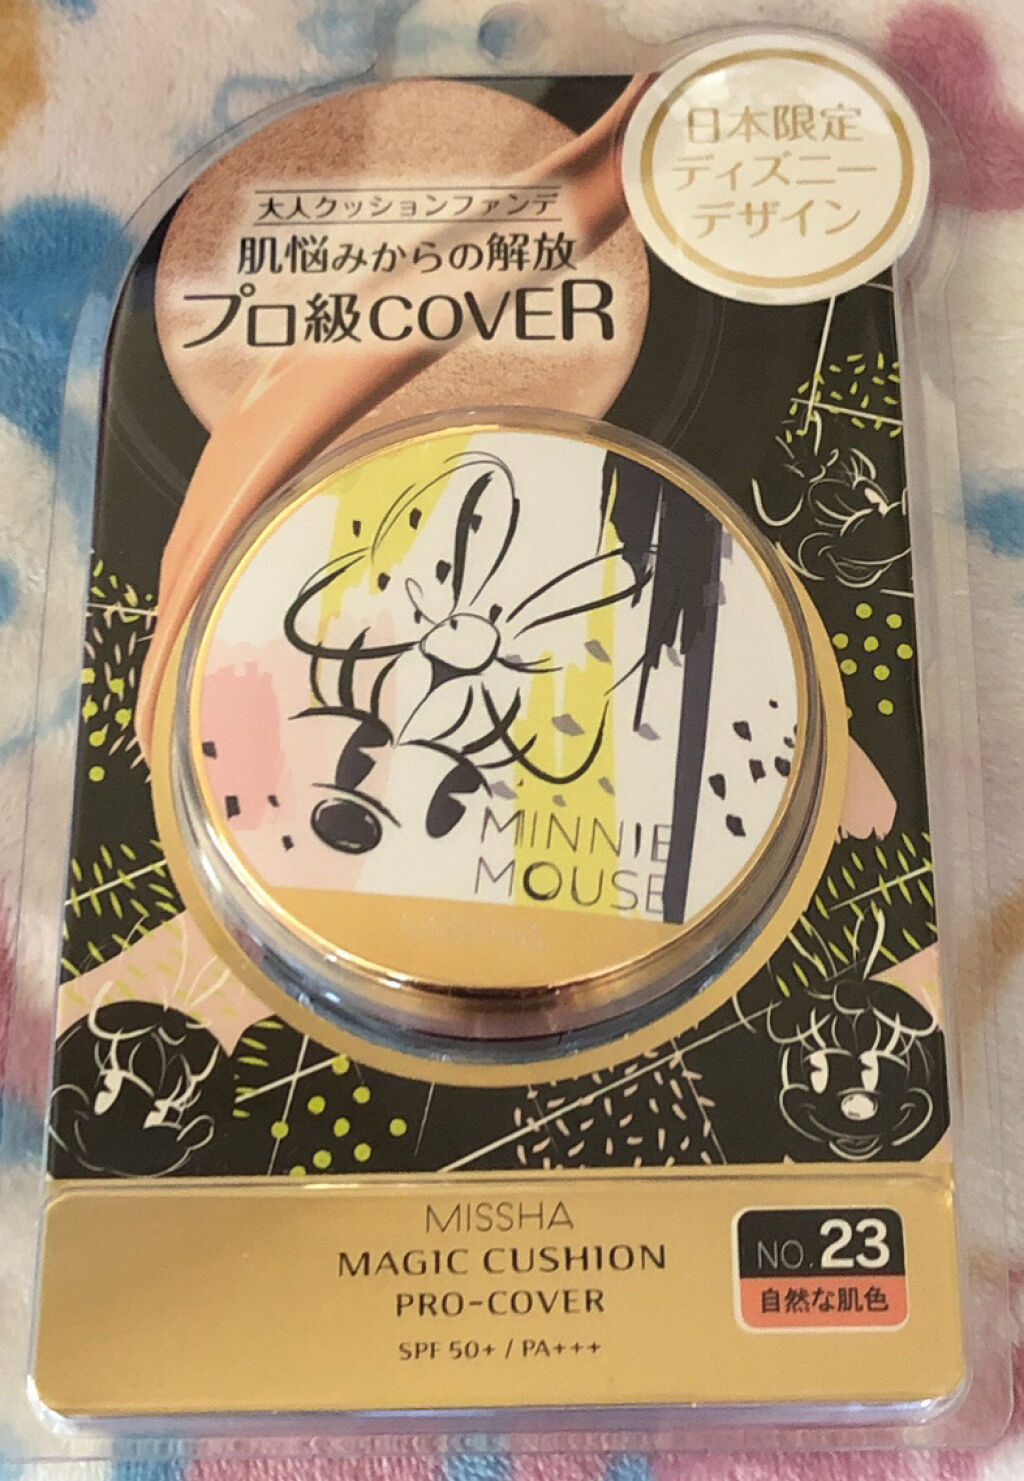 日本限定
ディズニー
デザイン
大人クッションファンデ
肌悩みからの解放
プロ級COVER
MINNIE
MOUSE
MISSHA
MISSHA
MAGIC CUSHION
PRO-COVER
SPF 50+ / PA+++
NO.23
自然な肌色